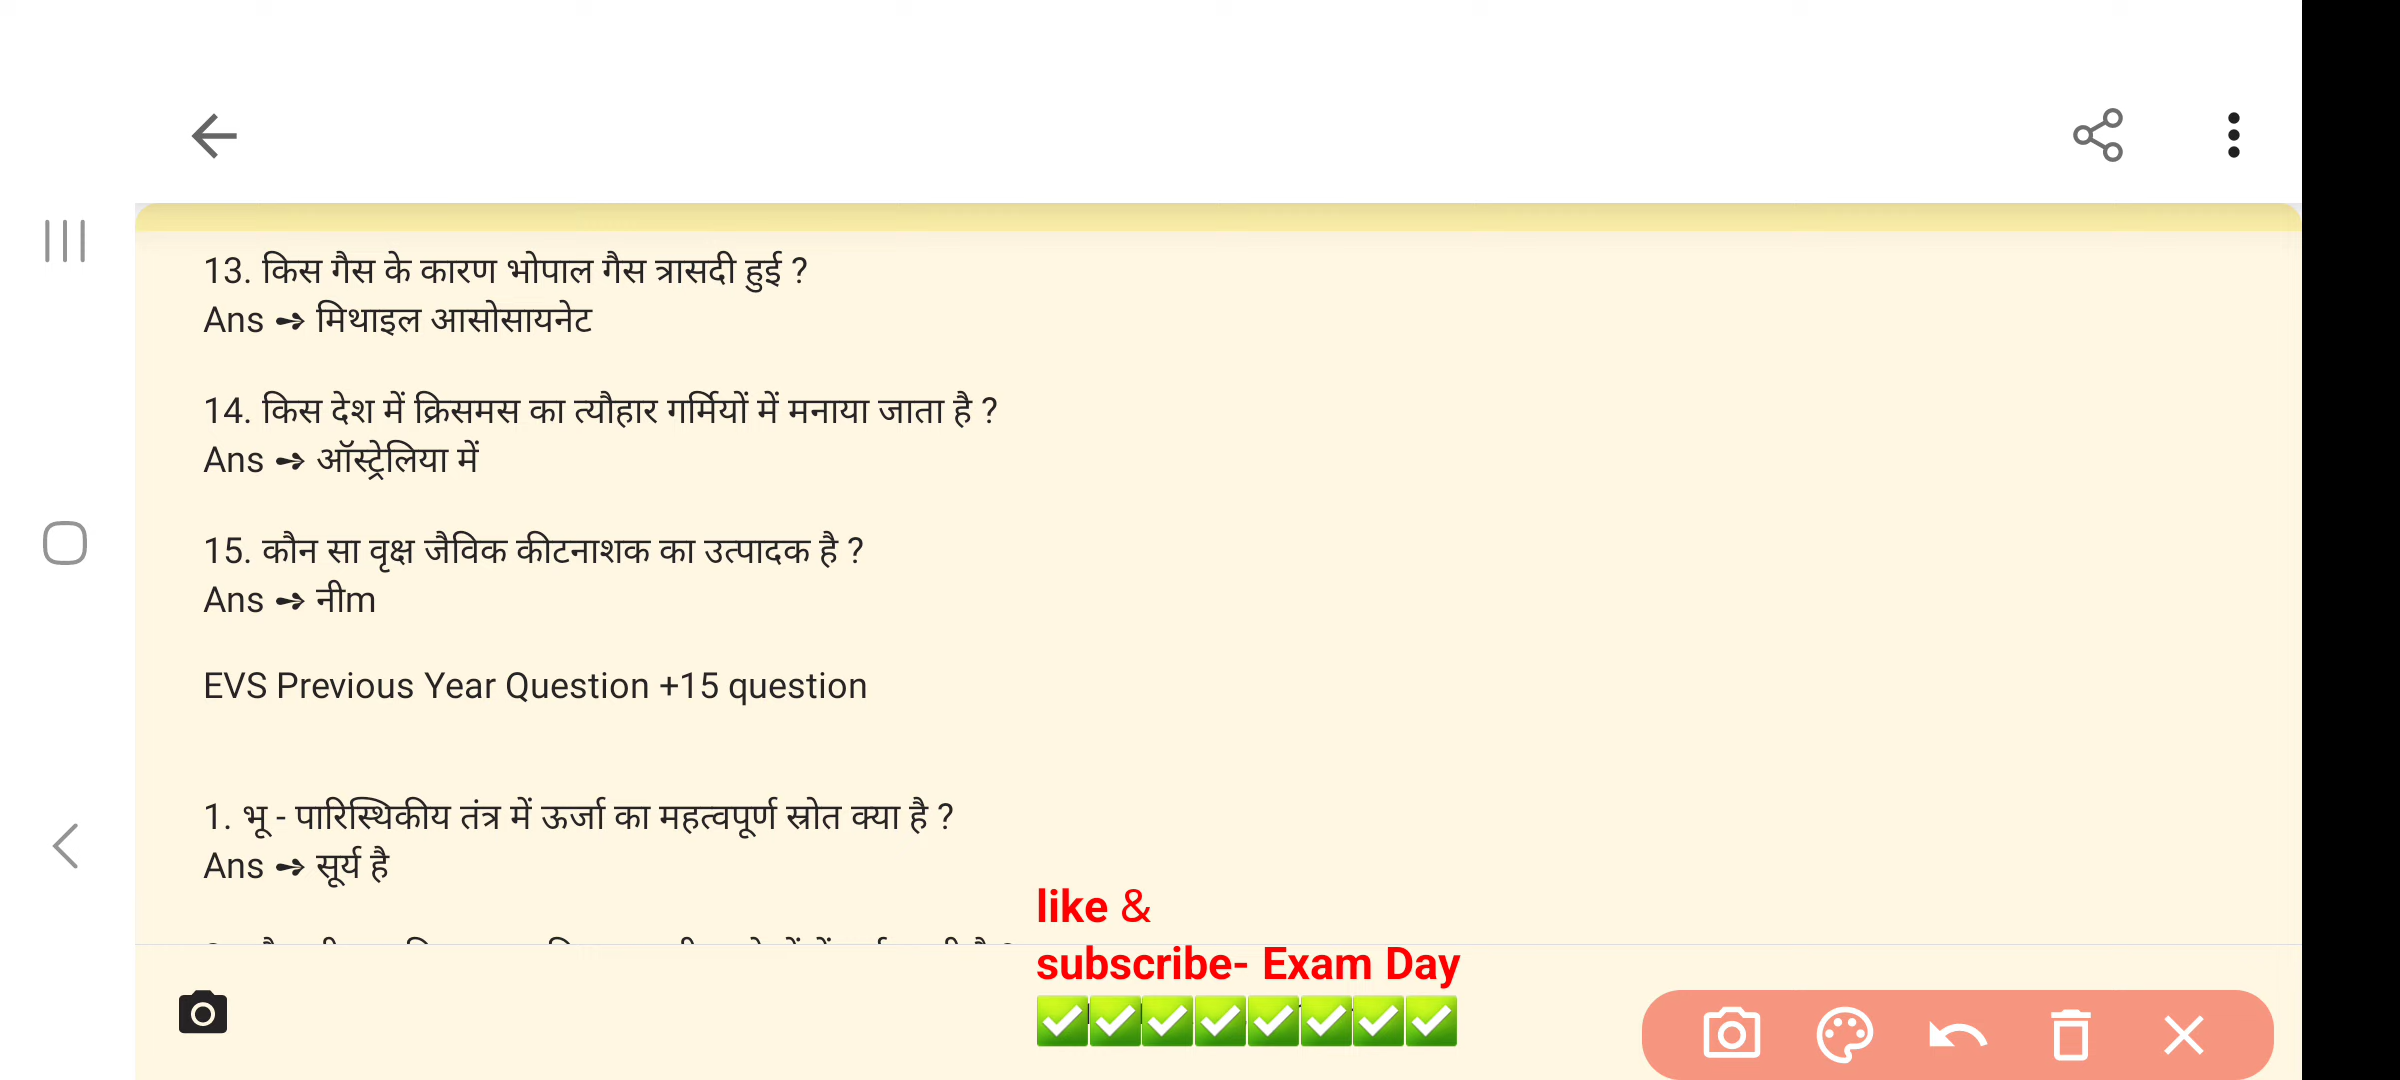 13. किस गैस के कारण भोपाल गैस त्रासदी हुई ?
Ans ➺ मिथाइल आसोसायनेट
14. किस देश में क्रिसमस का त्यौहार गर्मियों में मनाया जाता है ?
Ans ➺ ऑस्ट्रेलिया में
15. कौन सा वृक्ष जैविक कीटनाशक का उत्पादक है ?
Ans ➺ नीm
EVS Previous Year Question +15 question
1. भू - पारिस्थिकीय तंत्र में ऊर्जा का महत्वपूर्ण स्रोत क्या है ?
Ans ➺ सूर्य है
like &
subscribe- Exam Day
✅✅✅✅✅✅✅✅